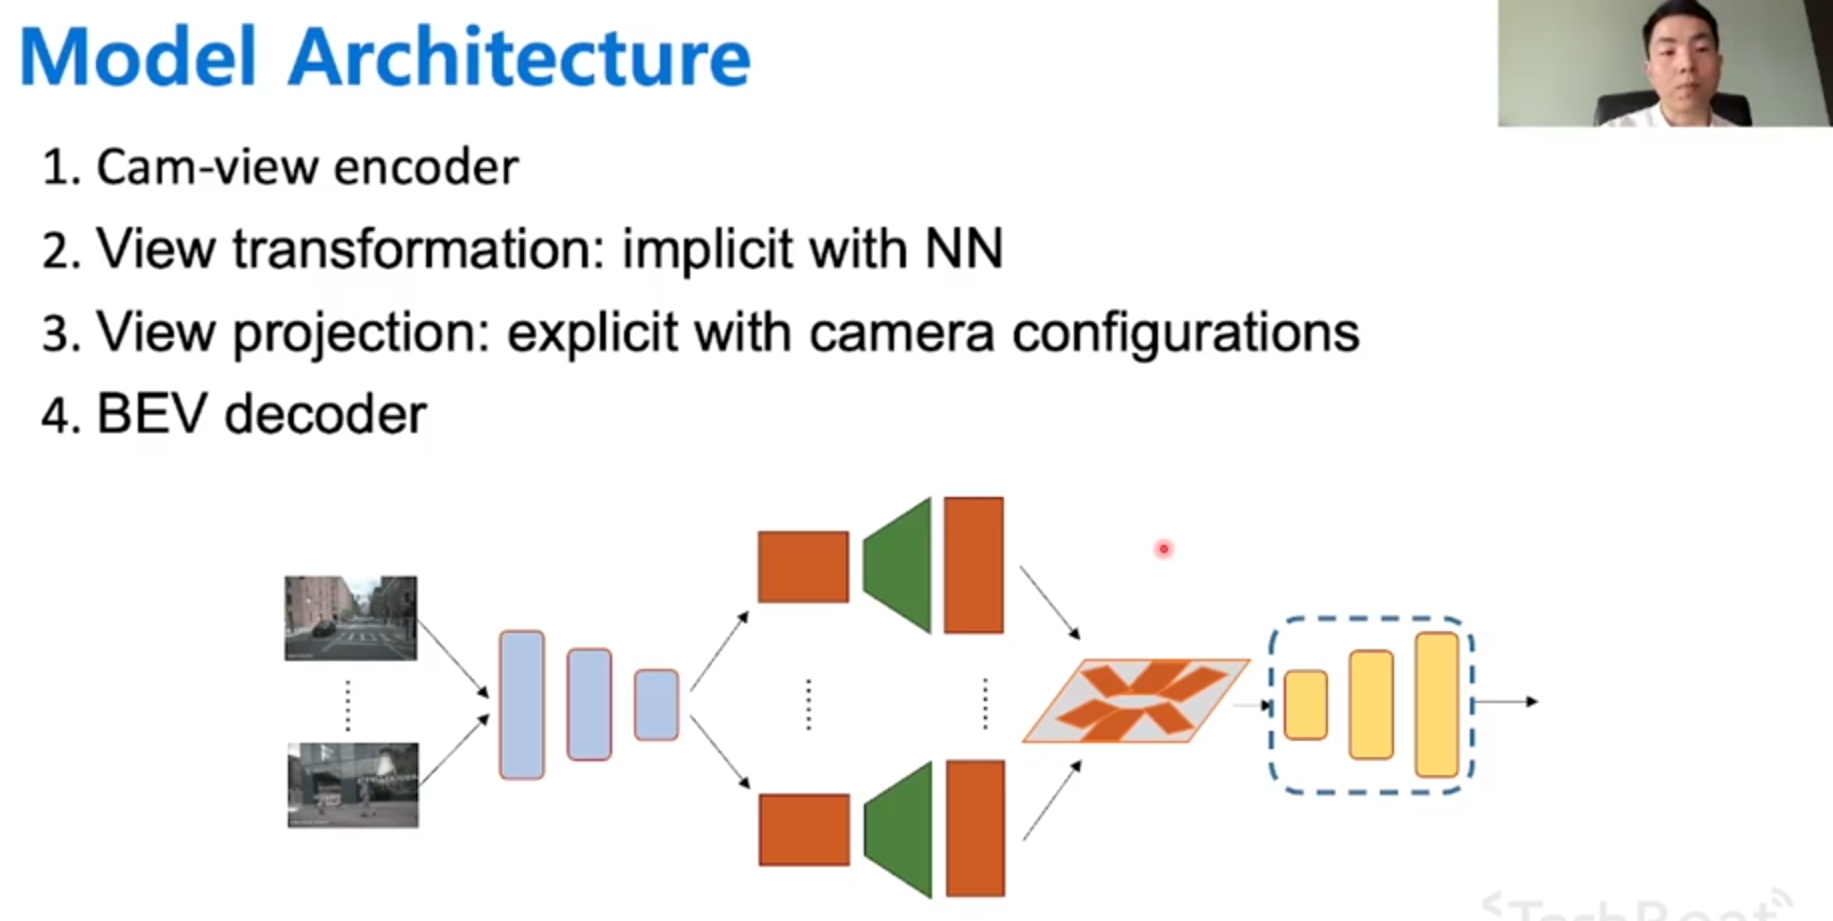 Model Architecture
1. Cam-view encoder
2. View transformation: implicit with NN
3. View projection: explicit with camera configurations
4. BEV decoder